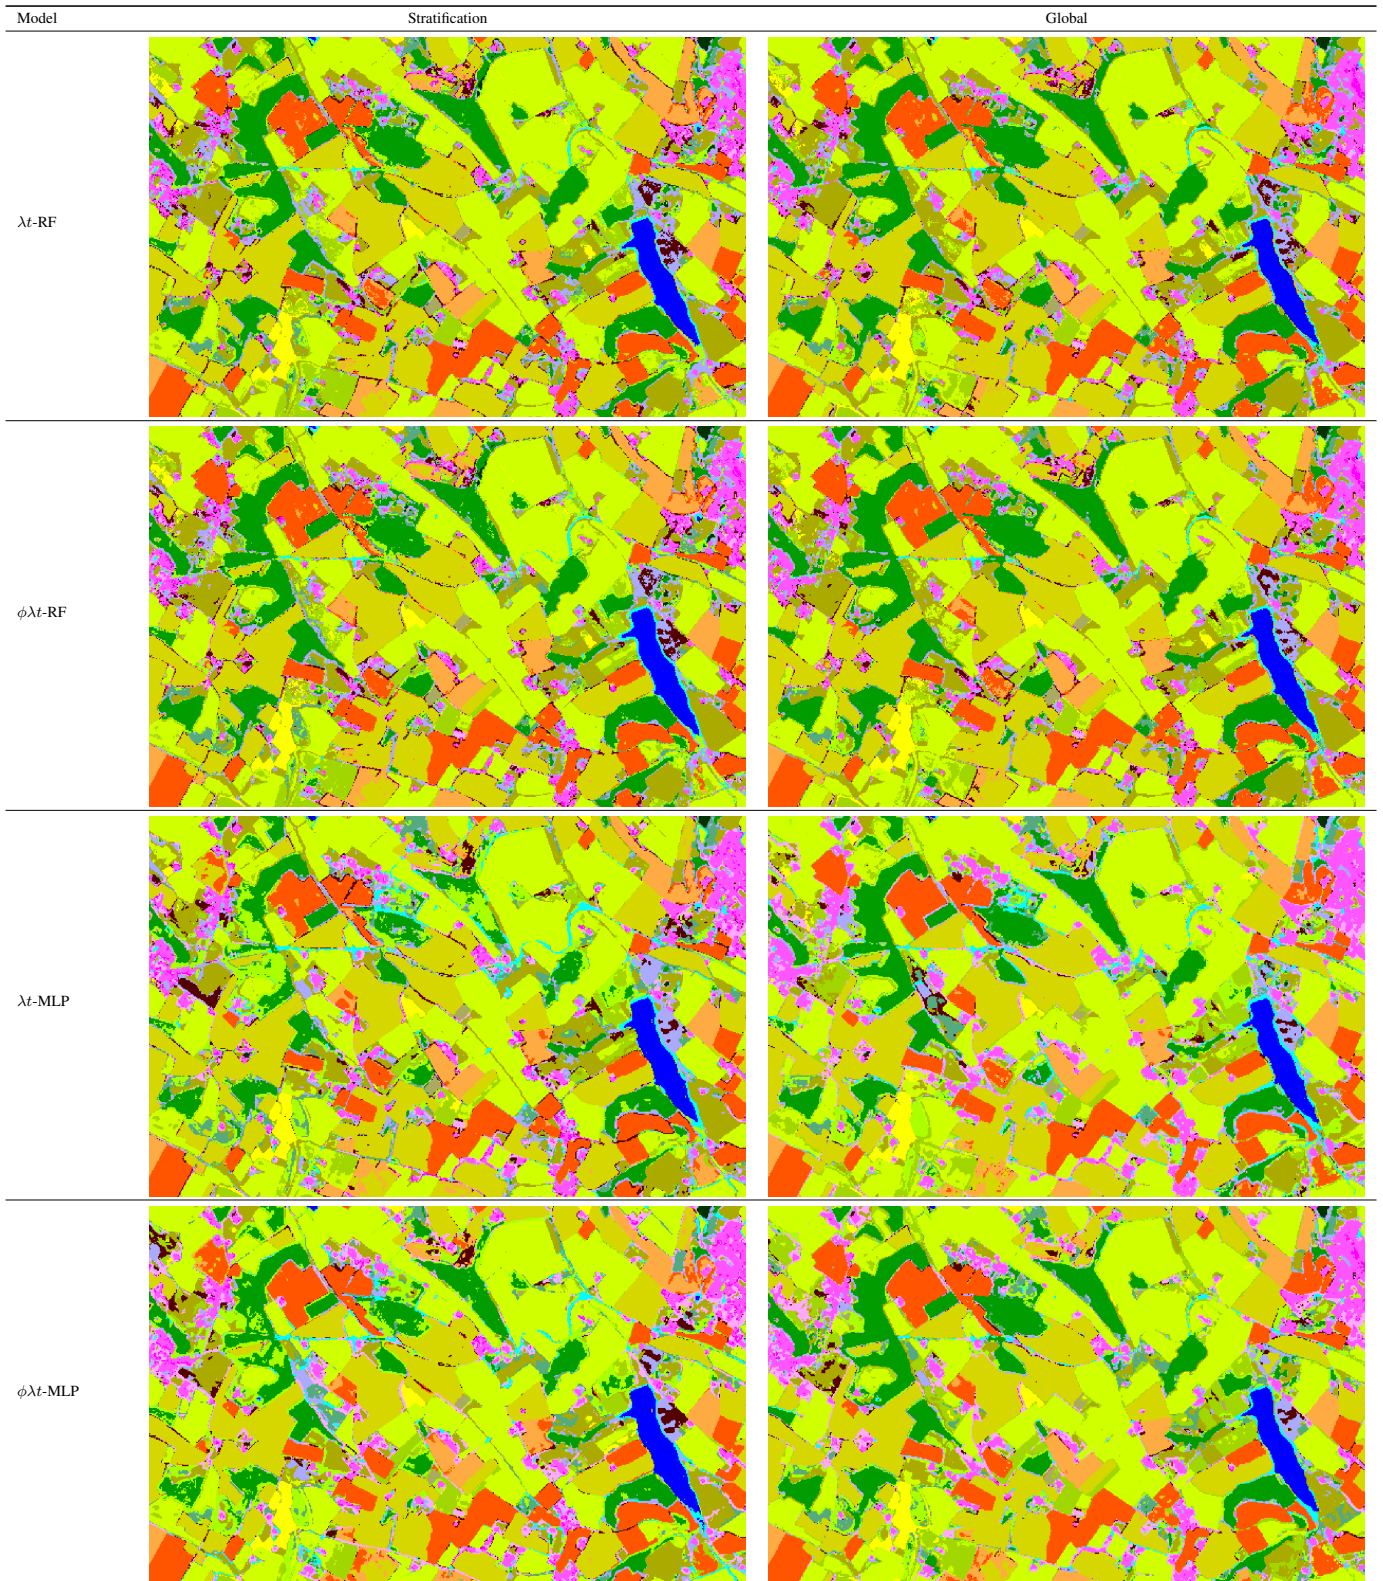 Model Stratification Global
λt-RF
ϕλt-RF
λt-MLP
ϕλt-MLP